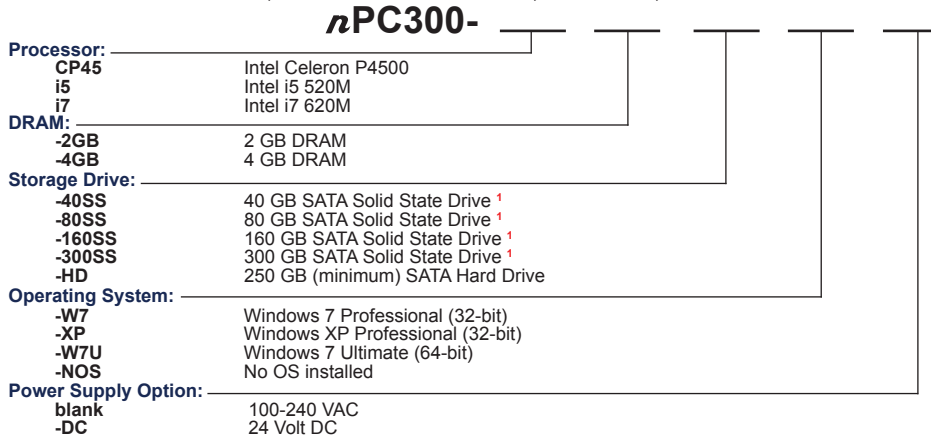 nPC300-
Processor:
CP45 Intel Celeron P4500
i5 Intel i5 520M
i7 Intel i7 620M
DRAM:
-2GB 2 GB DRAM
-4GB 4 GB DRAM
Storage Drive:
-40SS 40 GB SATA Solid State Drive ¹
-80SS 80 GB SATA Solid State Drive ¹
-160SS 160 GB SATA Solid State Drive ¹
-300SS 300 GB SATA Solid State Drive ¹
-HD 250 GB (minimum) SATA Hard Drive
Operating System:
-W7 Windows 7 Professional (32-bit)
-XP Windows XP Professional (32-bit)
-W7U Windows 7 Ultimate (64-bit)
-NOS No OS installed
Power Supply Option:
blank 100-240 VAC
-DC 24 Volt DC